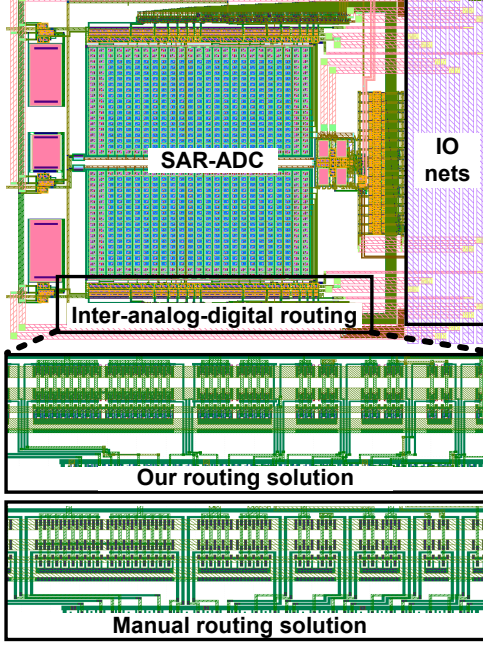 SAR-ADC
IO
nets
Inter-analog-digital routing
Our routing solution
Manual routing solution